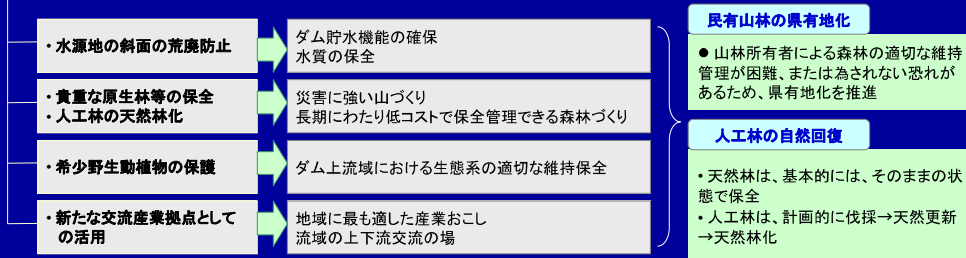 ・水源地の斜面の荒廃防止
ダム貯水機能の確保
水質の保全
・貴重な原生林等の保全
・人工林の天然林化
災害に強い山づくり
長期にわたり低コストで保全管理できる森林づくり
・希少野生動植物の保護
ダム上流域における生態系の適切な維持保全
・新たな交流産業拠点として
の活用
地域に最も適した産業おこし
流域の上下流交流の場
民有山林の県有地化
● 山林所有者による森林の適切な維持
管理が困難、または為されない恐れが
あるため、県有地化を推進
人工林の自然回復
• 天然林は、基本的には、そのままの状
態で保全
• 人工林は、計画的に伐採→天然更新
→天然林化